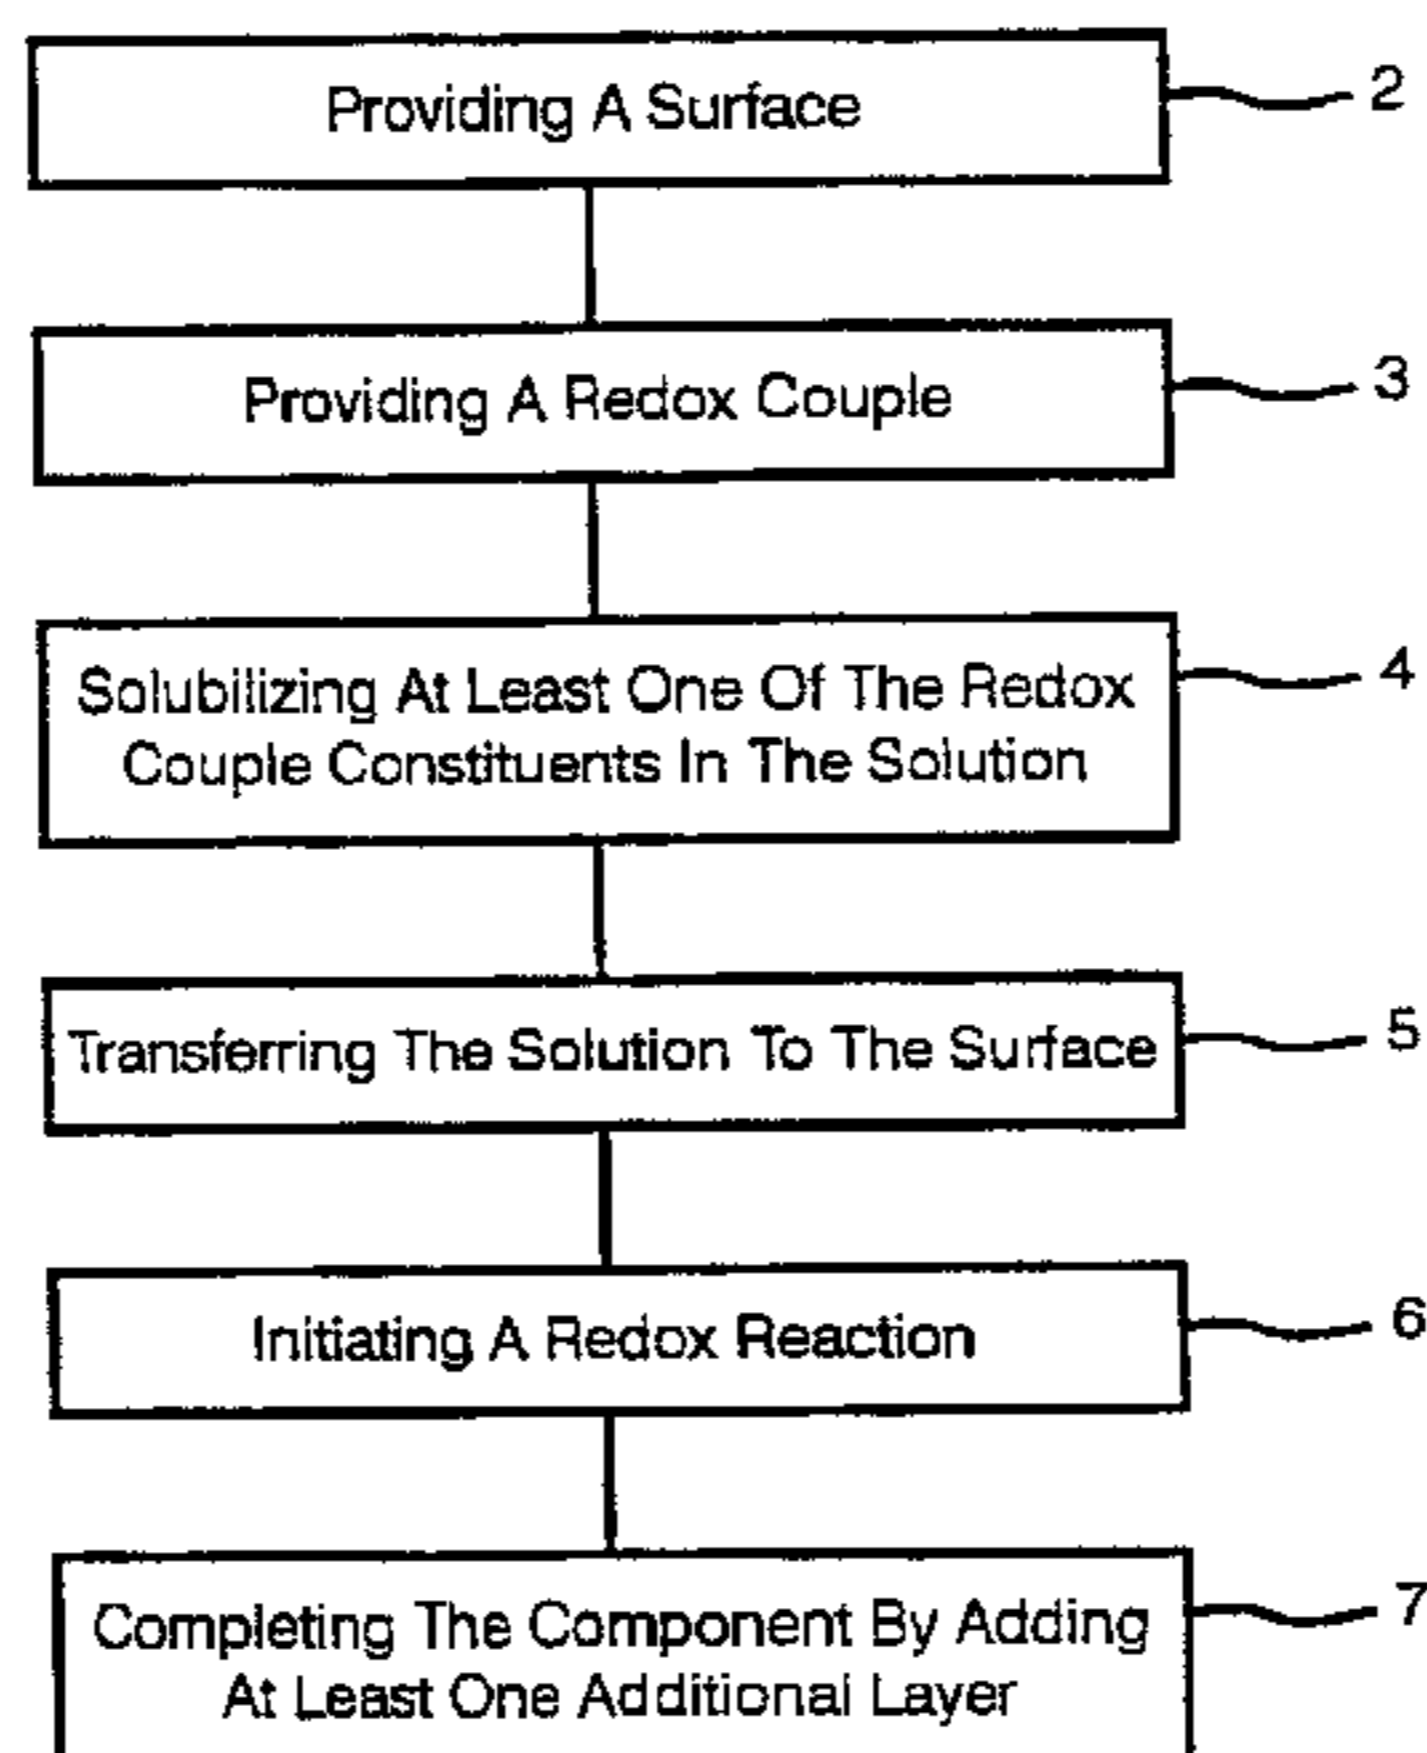 Providing A Surface
2
Providing A Redox Couple
3
Solubilizing At Least One Of The Redox
Couple Constituents In The Solution
4
Transferring The Solution To The Surface
5
Initiating A Redox Reaction
6
Completing The Component By Adding
At Least One Additional Layer
7